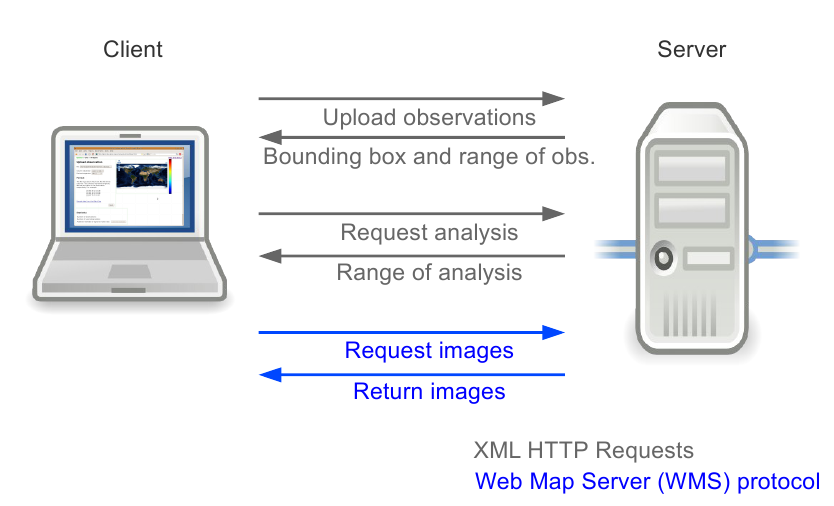 Client
Server
Upload observations
Bounding box and range of obs.
Request analysis
Range of analysis
Request images
Return images
XML HTTP Requests
Web Map Server (WMS) protocol